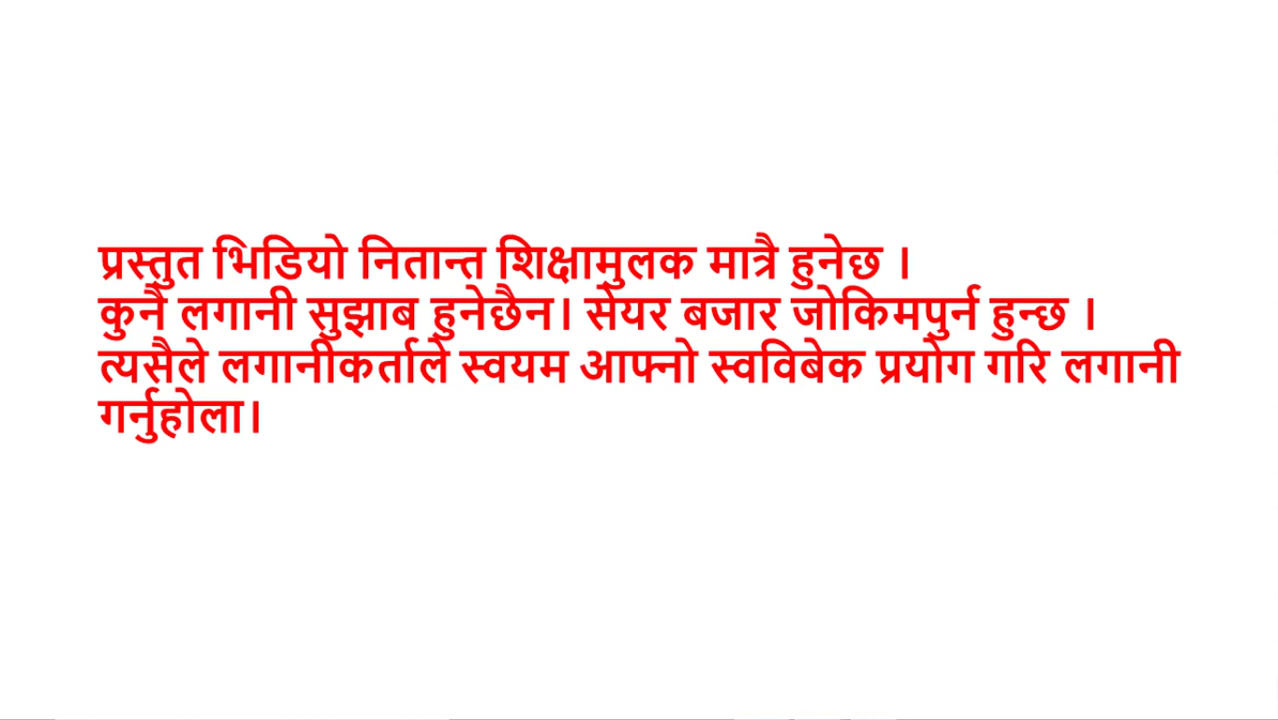 प्रस्तुत भिडियो नितान्त शिक्षामुलक मात्रै हुनेछ ।
कुनै लगानी सुझाब हुनेछैन। सेयर बजार जोकिमपुर्न हुन्छ ।
त्यसैले लगानीकर्ताले स्वयम आफ्नो स्वविबेक प्रयोग गरि लगानी
गर्नुहोला।